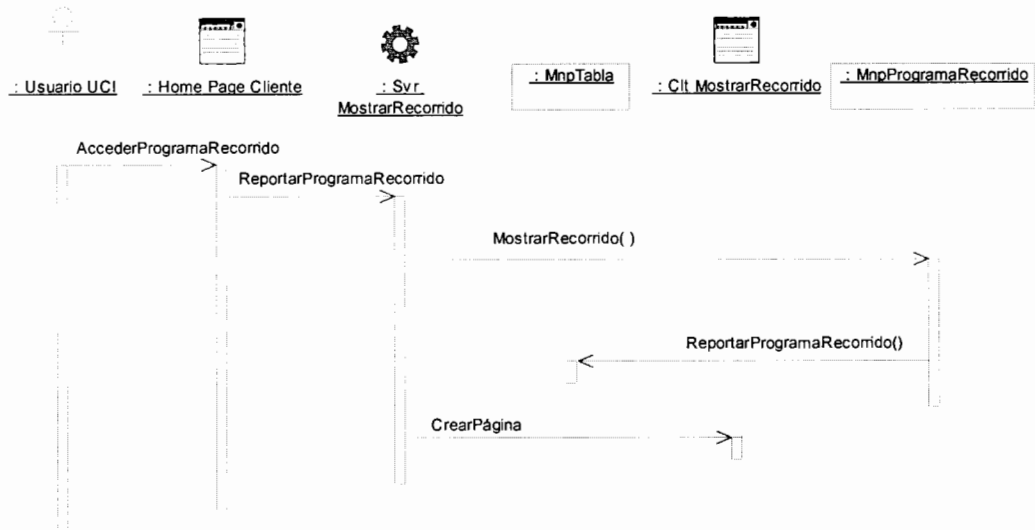 : Usuario UCI
: Home Page Cliente
: Svr
MostrarRecorrido
: MnpTabla
: Clt MostrarRecorrido
: MnpProgramaRecorrido
AccederProgramaRecorrido
ReportarProgramaRecorrido
MostrarRecorrido( )
ReportarProgramaRecorrido()
CrearPágina